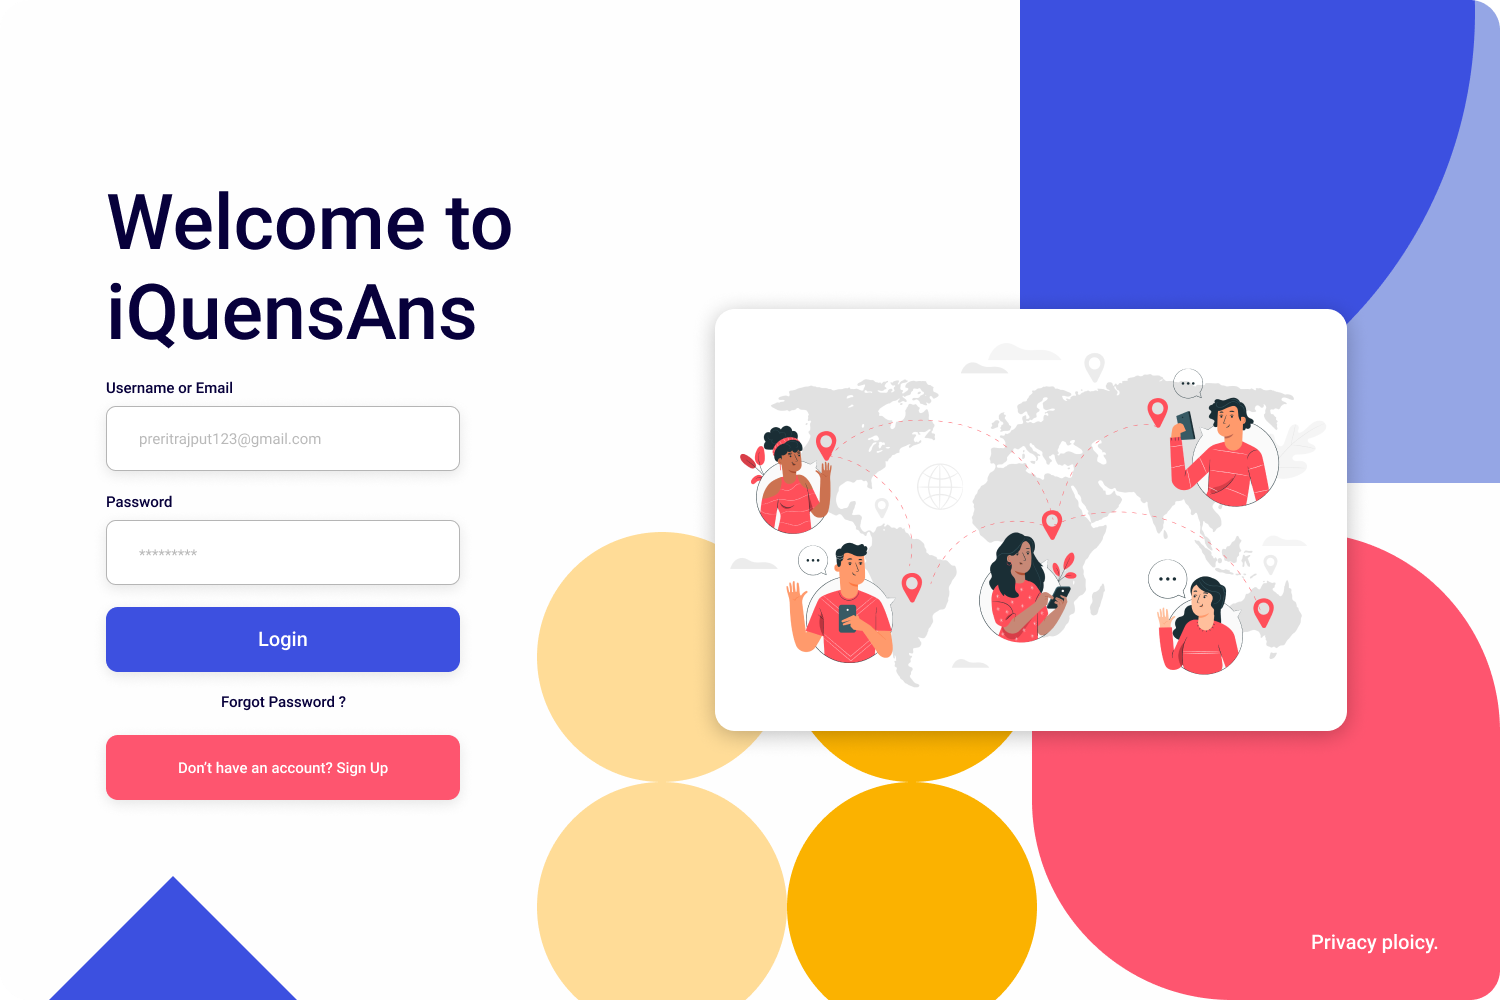 Welcome to
iQuensAns
Username or Email
preritrajput123@gmail.com
Password
*********
Login
Forgot Password ?
Don't have an account? Sign Up
Privacy ploicy.